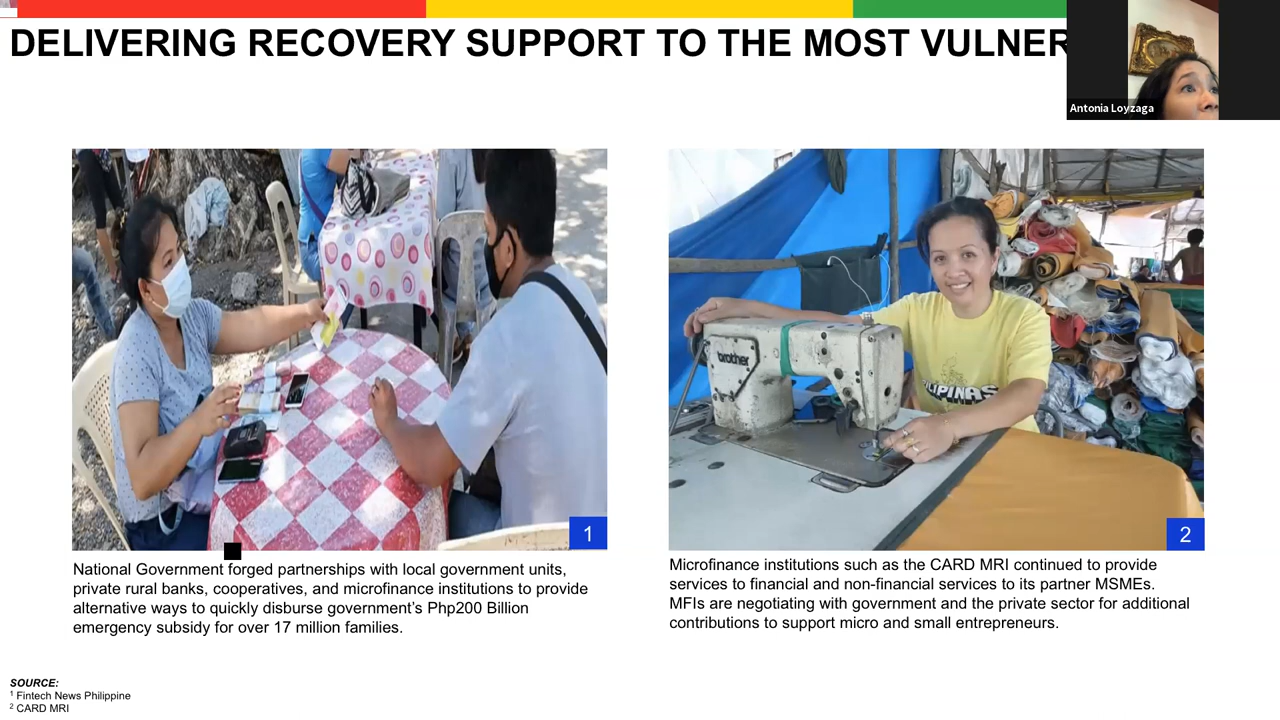 DELIVERING RECOVERY SUPPORT TO THE MOST
Antonia Loyzaga
brother
PILIPINAS
1
2
National Government forged partnerships with local government units,
private rural banks, cooperatives, and microfinance institutions to provide
alternative ways to quickly disburse government’s Php200 Billion
emergency subsidy for over 17 million families.
Microfinance institutions such as the CARD MRI continued to provide
services to financial and non-financial services to its partner MSMEs.
MFIs are negotiating with government and the private sector for additional
contributions to support micro and small entrepreneurs.
SOURCE:
1 Fintech News Philippine
2 CARD MRI